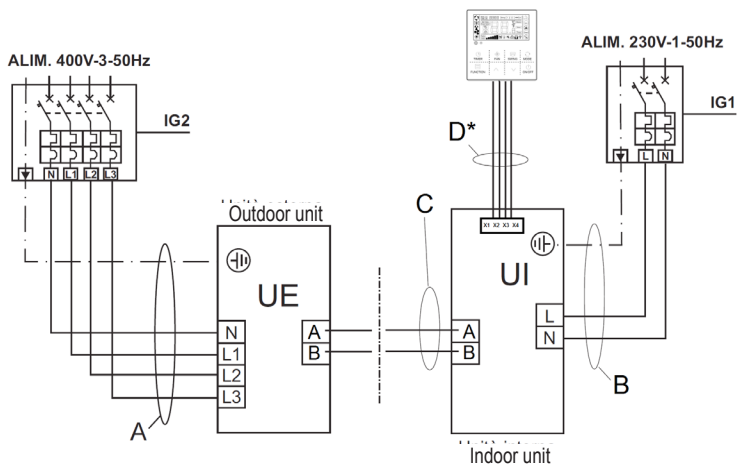 ALIM. 400V-3-50Hz
ALIM. 230V-1-50Hz
IG2
IG1
N L1 L2 L3
L N
D*
C
X1 X2 X3 X4
Outdoor unit
UE
UI
N
L1
L2
L3
A
B
A
B
L
N
A
B
Indoor unit